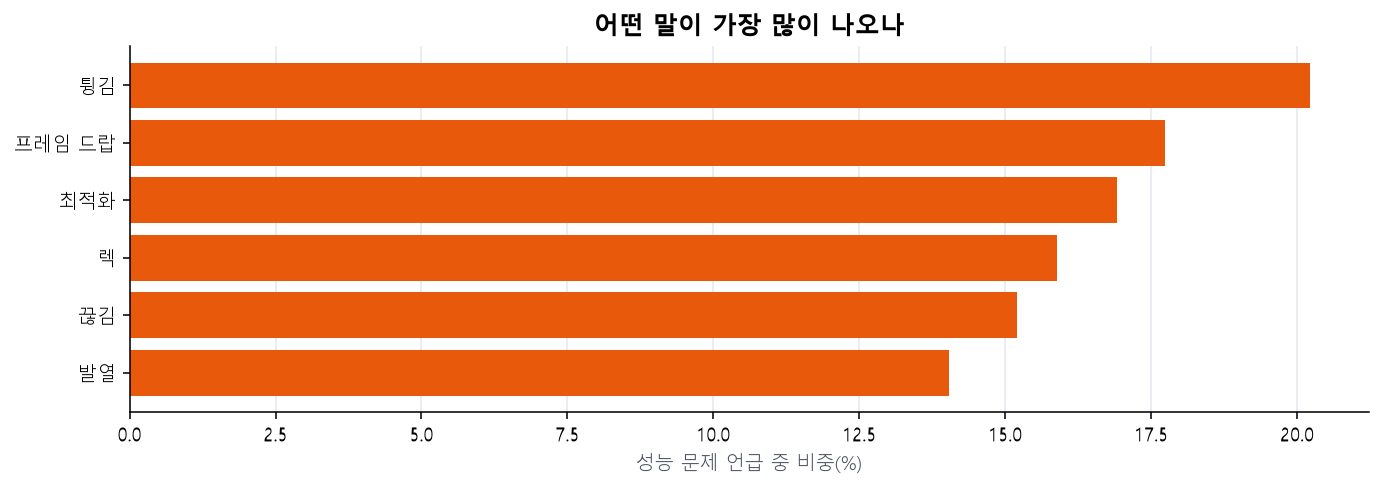 어떤 말이 가장 많이 나오나
튕김
프레임 드랍
최적화
렉
끊김
발열
0.0 2.5 5.0 7.5 10.0 12.5 15.0 17.5 20.0
성능 문제 언급 중 비중(%)